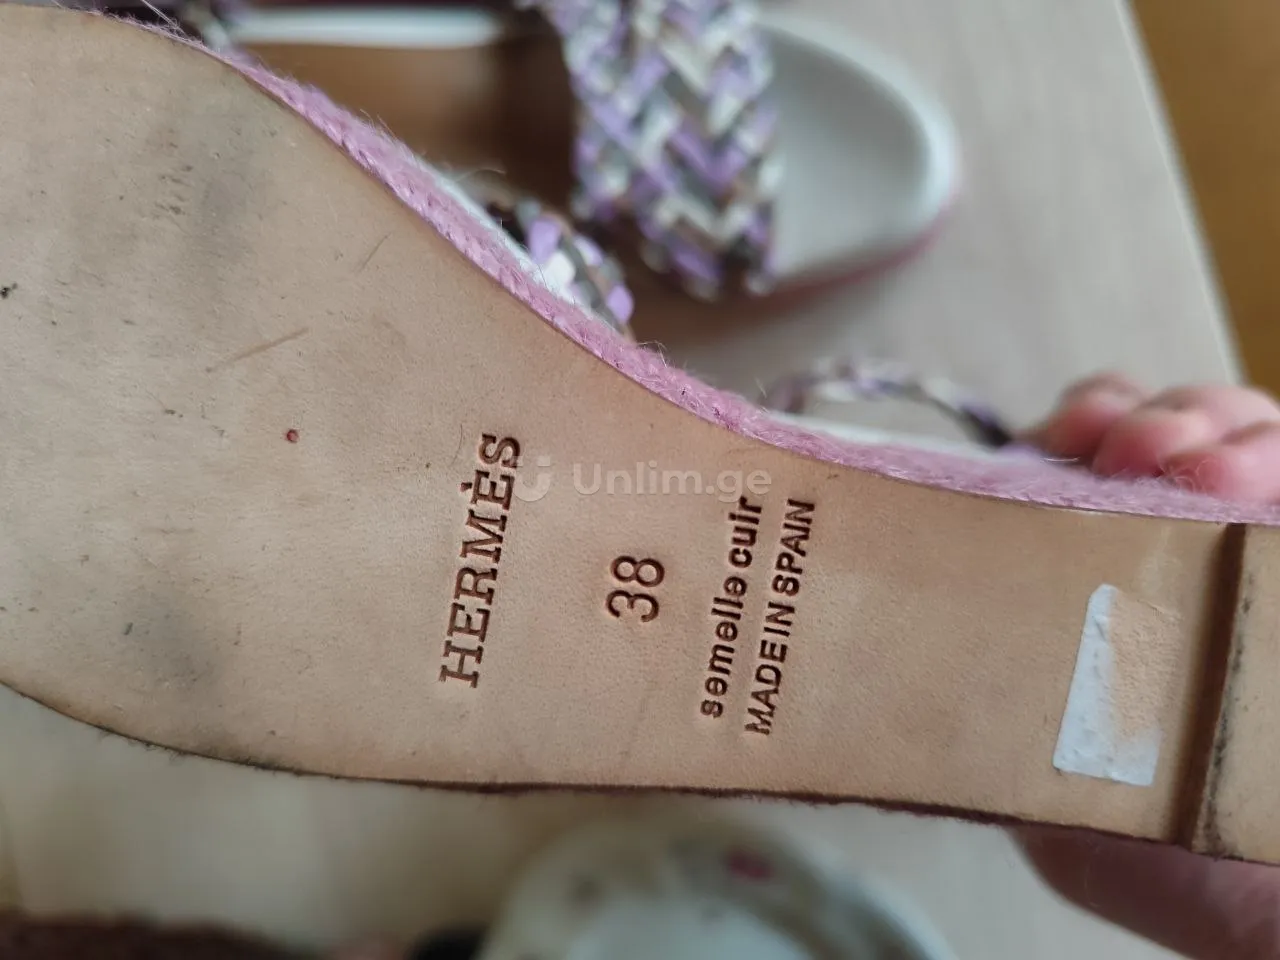 HERMÈS
38
semelle cuir
MADE IN SPAIN
Unlim.ge